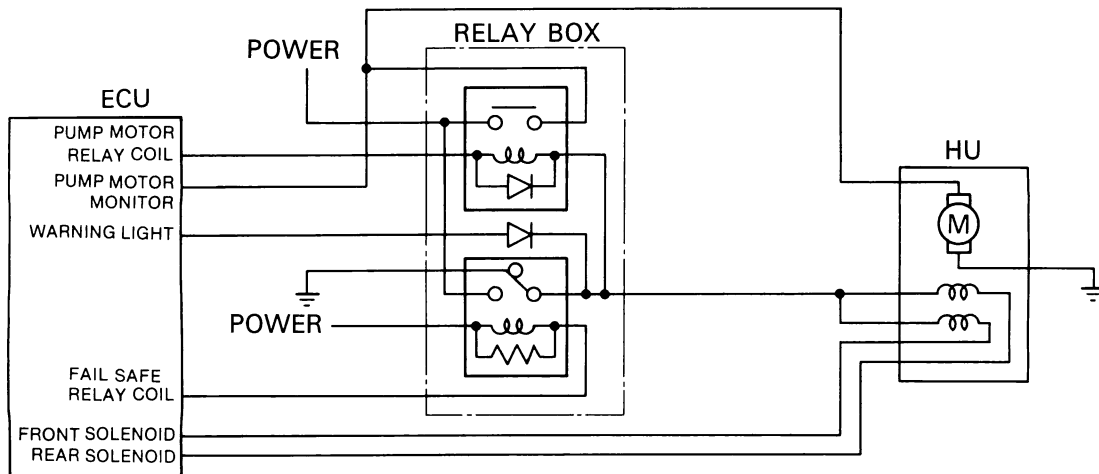 RELAY BOX
POWER
ECU
PUMP MOTOR
RELAY COIL
PUMP MOTOR
MONITOR
WARNING LIGHT
HU
M
POWER
FAIL SAFE
RELAY COIL
FRONT SOLENOID
REAR SOLENOID